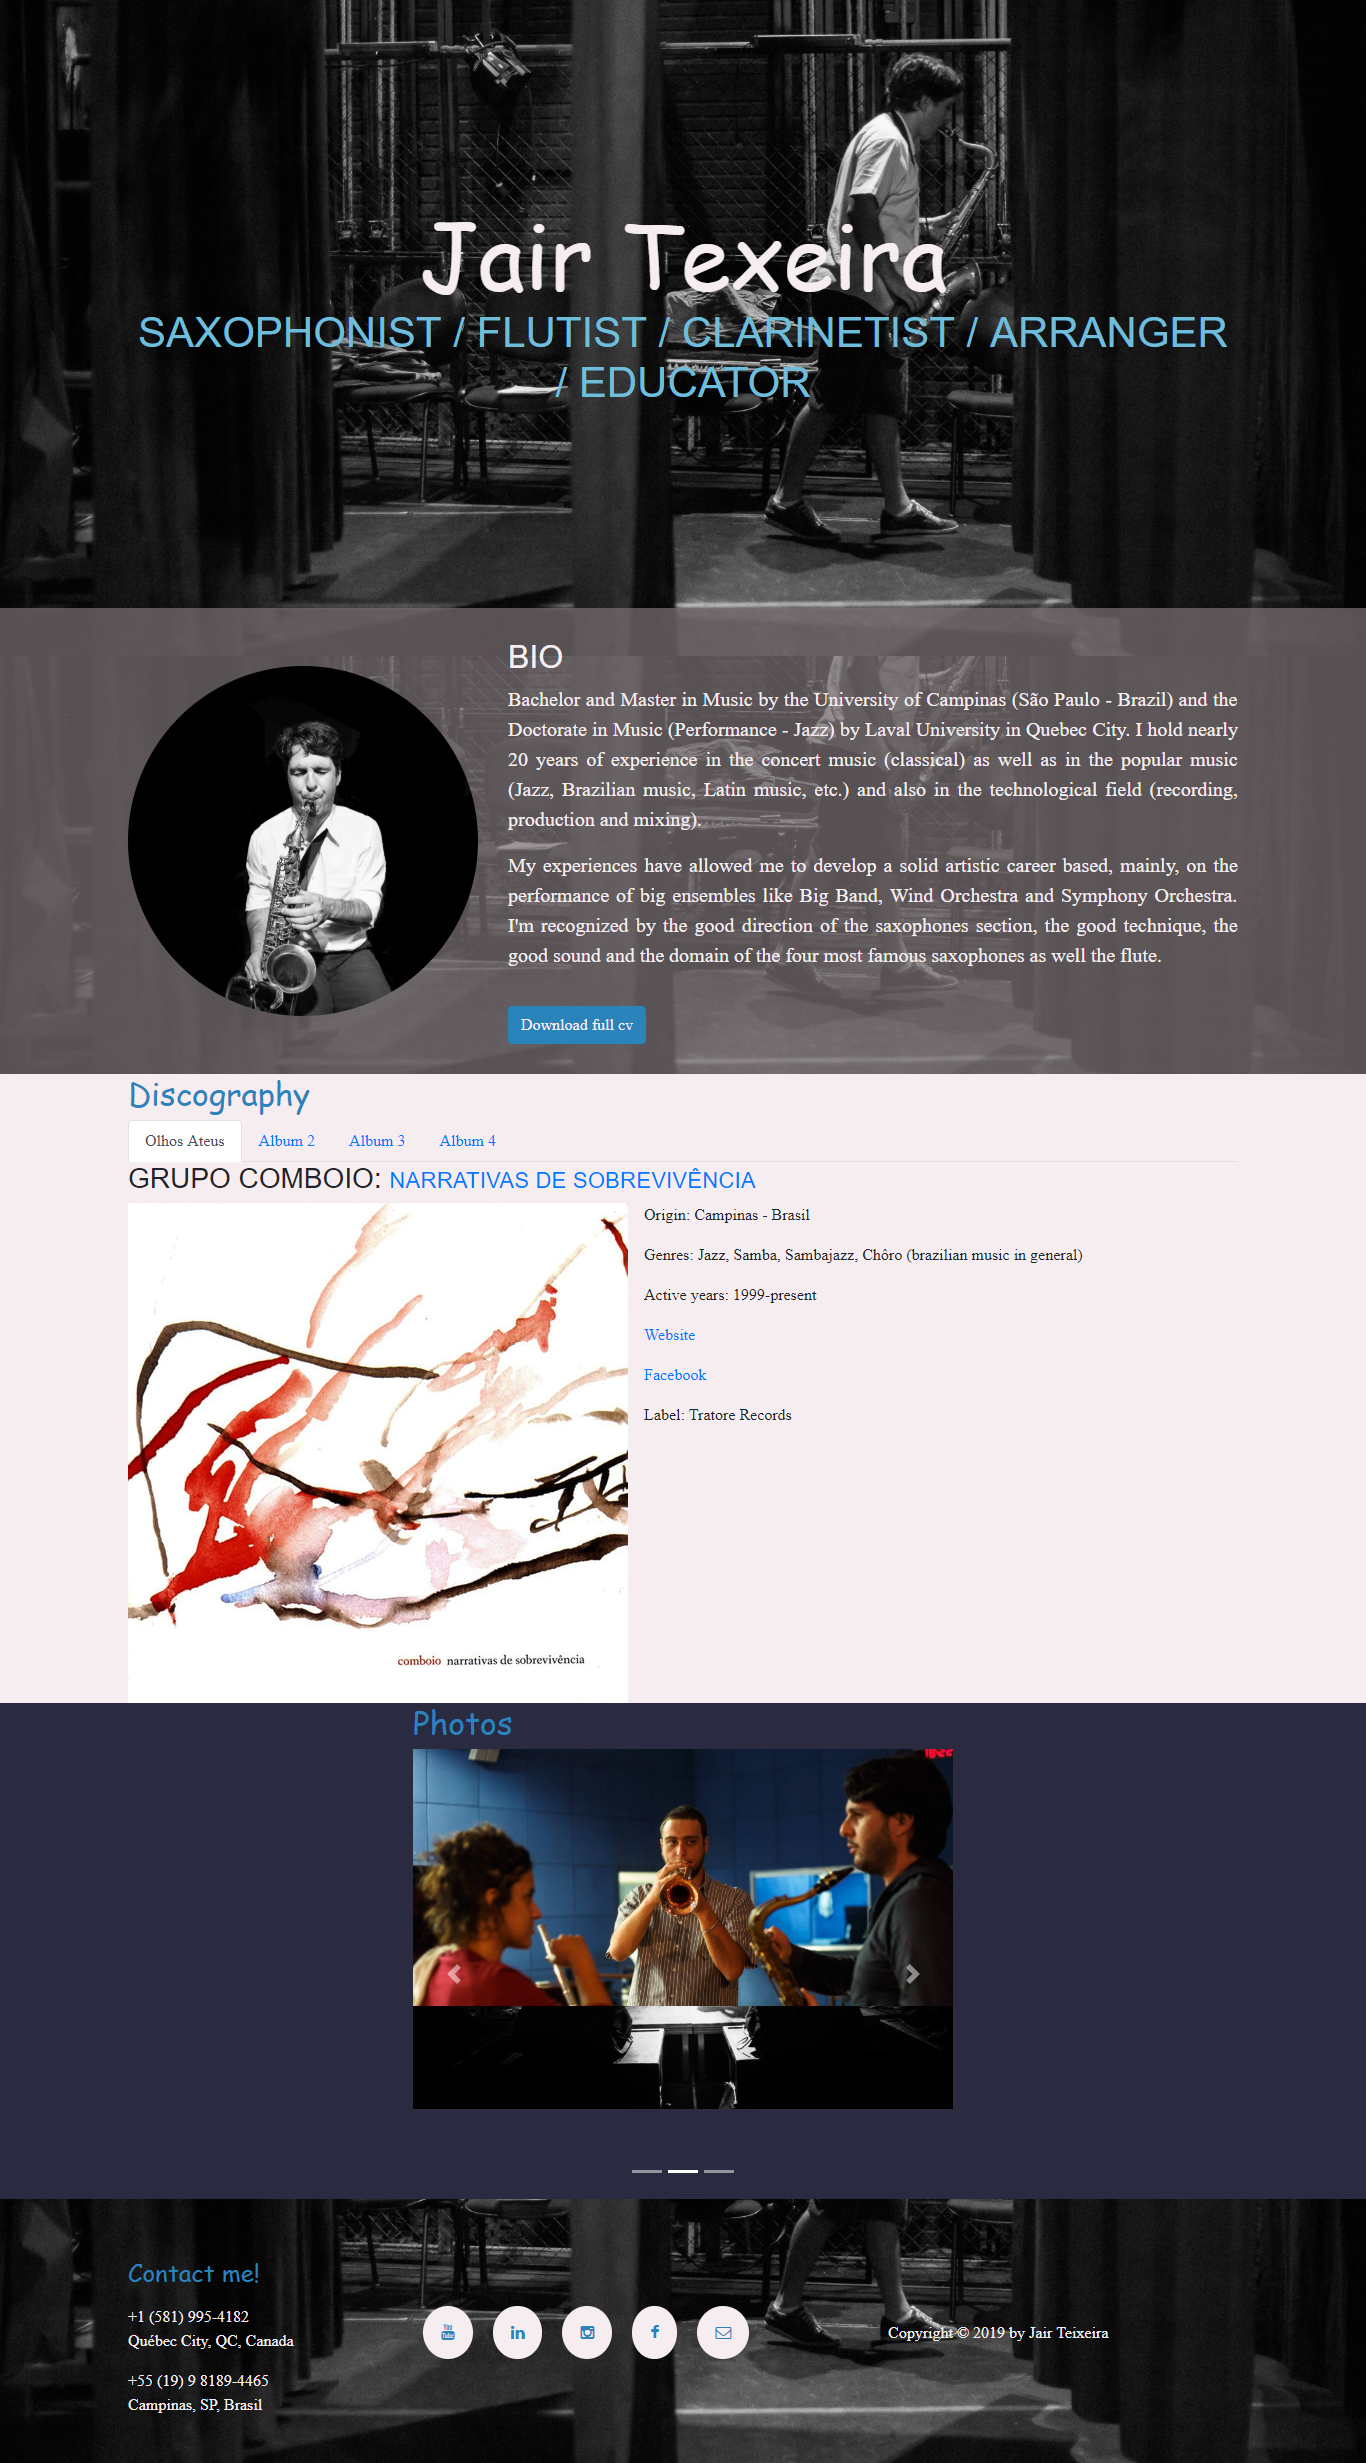 Jair Texeira
SAXOPHONIST / FLUTIST / CLARINETIST / ARRANGER
/ EDUCATOR
BIO
Bachelor and Master in Music by the University of Campinas (São Paulo - Brazil) and the
Doctorate in Music (Performance - Jazz) by Laval University in Quebec City. I hold nearly
20 years of experience in the concert music (classical) as well as in the popular music
(Jazz, Brazilian music, Latin music, etc.) and also in the technological field (recording,
production and mixing).
My experiences have allowed me to develop a solid artistic career based, mainly, on the
performance of big ensembles like Big Band, Wind Orchestra and Symphony Orchestra.
I'm recognized by the good direction of the saxophones section, the good technique, the
good sound and the domain of the four most famous saxophones as well the flute.
Download full cv
Discography
Olhos Ateus
Album 2
Album 3
Album 4
GRUPO COMBOIO: NARRATIVAS DE SOBREVIVÊNCIA
Origin: Campinas - Brasil
Genres: Jazz, Samba, Sambajazz, Chôro (brazilian music in general)
Active years: 1999-present
Website
Facebook
Label: Tratore Records
comboio narrativas de sobrevivência
Photos
Contact me!
+1 (581) 995-4182
Québec City, QC, Canada
+55 (19) 9 8189-4465
Campinas, SP, Brasil
You
Tube
in
f
Copyright © 2019 by Jair Teixeira